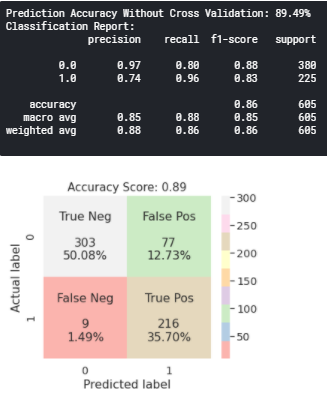 Prediction Accuracy Without Cross Validation: 89.49%
Classification Report:
precision recall f1-score support
0.0 0.97 0.80 0.88 380
1.0 0.74 0.96 0.83 225
accuracy 0.86 605
macro avg 0.85 0.88 0.85 605
weighted avg 0.88 0.86 0.86 605
Accuracy Score: 0.89
True Neg
303
50.08%
False Pos
77
12.73%
False Neg
9
1.49%
True Pos
216
35.70%
Actual label
0
1
0 1
Predicted label
300
250
200
150
100
50